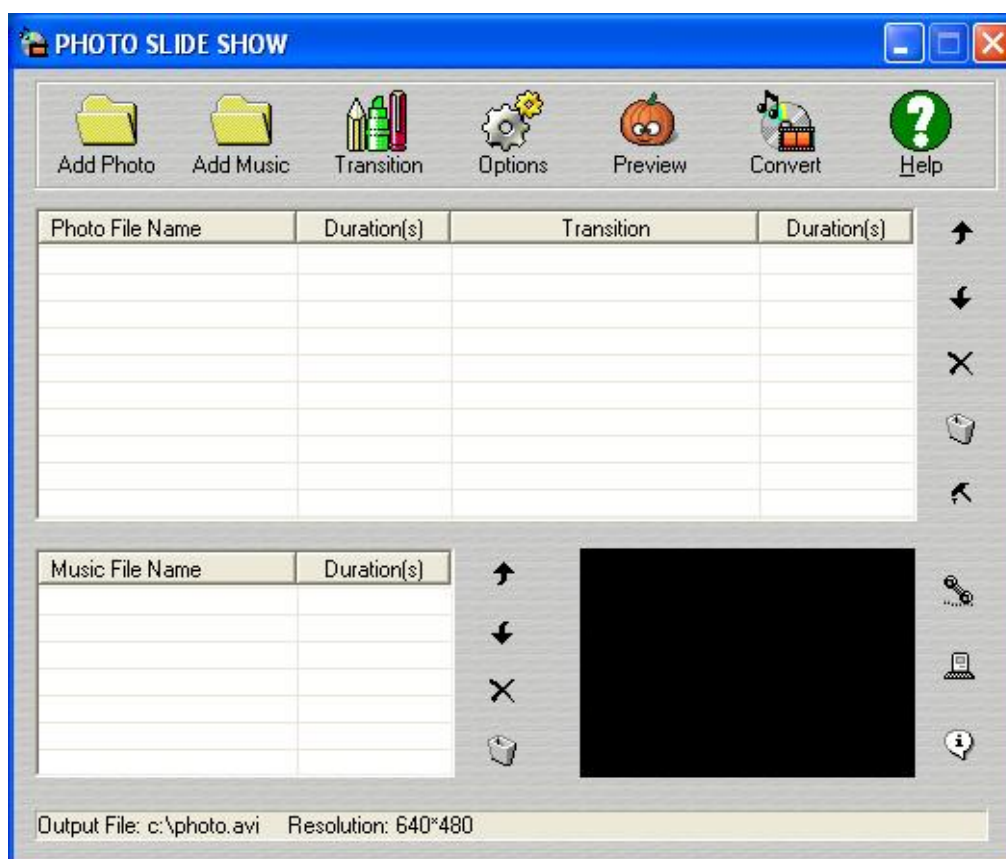 PHOTO SLIDE SHOW
Add Photo Add Music Transition Options Preview Convert Help
Photo File Name Duration(s) Transition Duration(s)
Music File Name Duration(s)
Output File: c:\photo.avi Resolution: 640*480